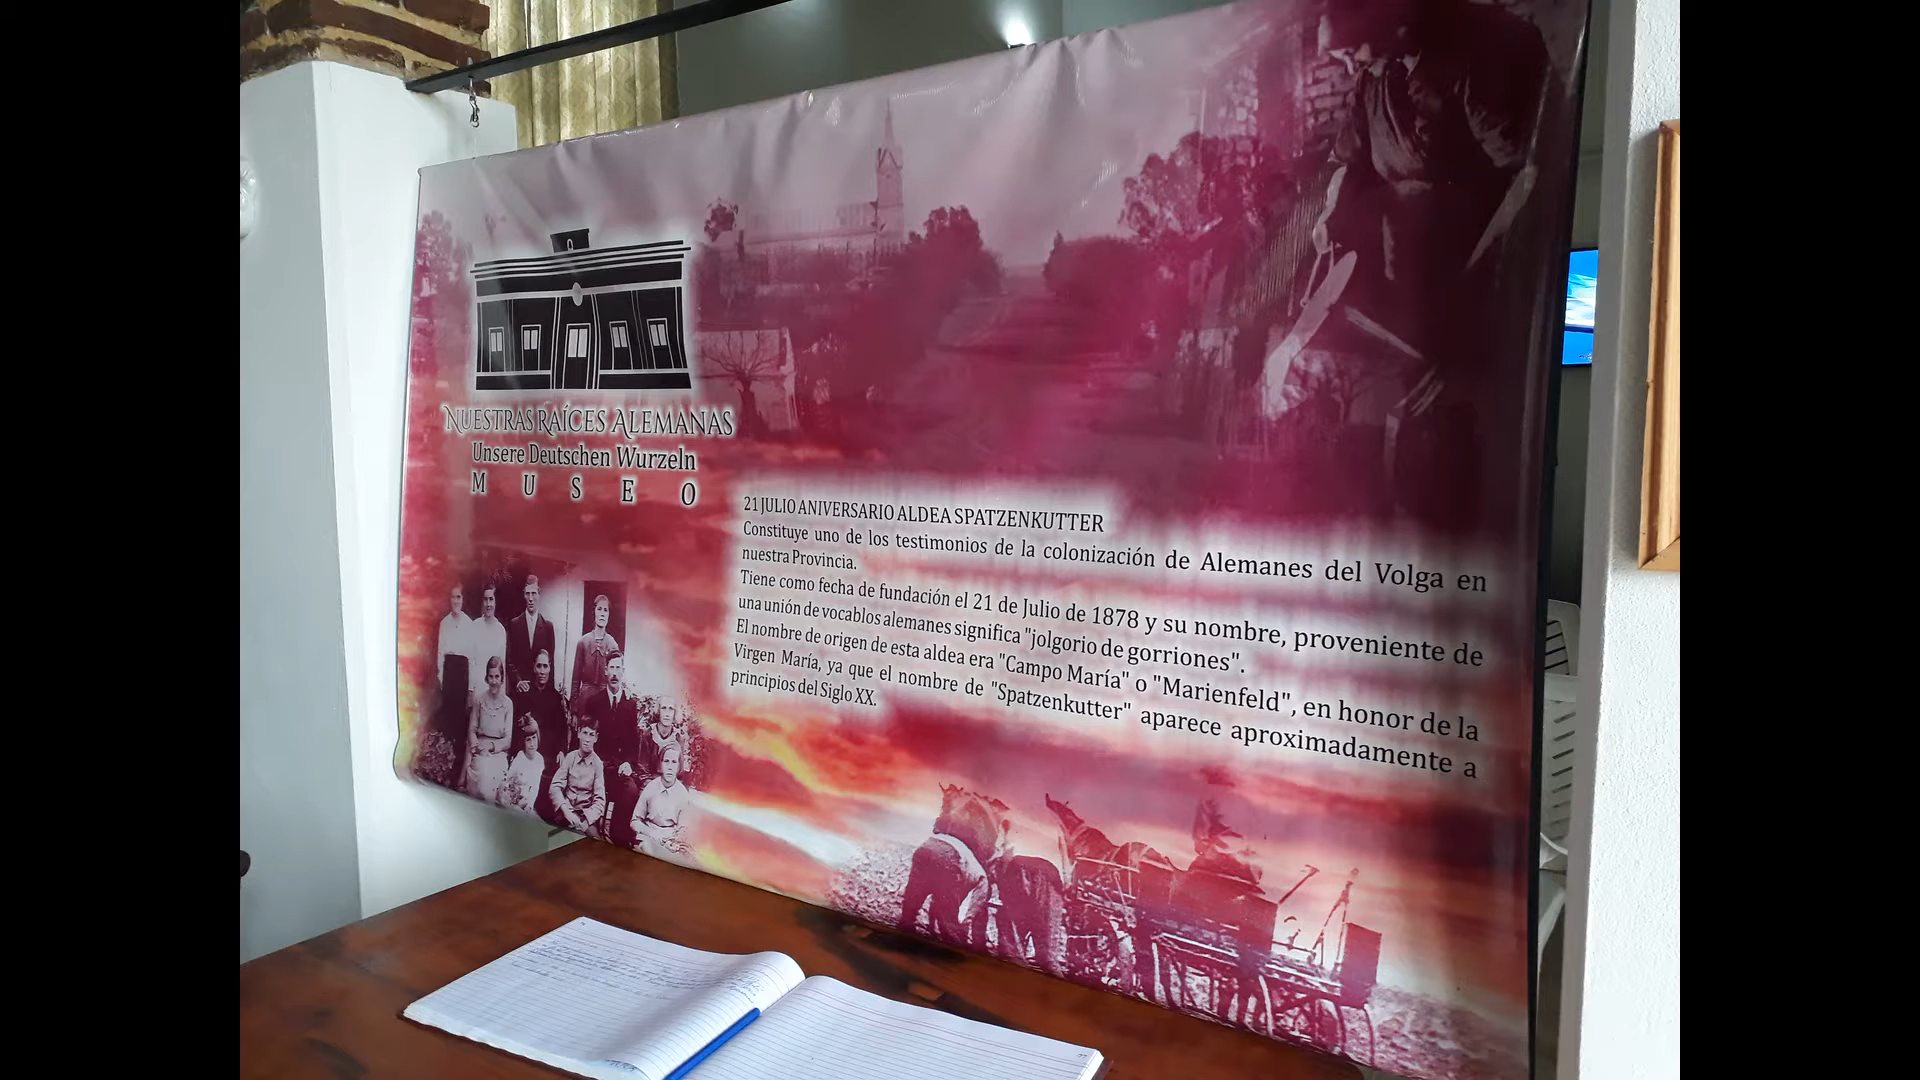 NUESTRAS RAÍCES ALEMANAS
Unsere Deutschen Wurzeln
MUSEO
21 JULIO ANIVERSARIO ALDEA SPATZENKUTTER
Constituye uno de los testimonios de la colonización de Alemanes del Volga en
nuestra Provincia.
Tiene como fecha de fundación el 21 de Julio de 1878 y su nombre, proveniente de
una unión de vocablos alemanes significa "jolgorio de gorriones".
El nombre de origen de esta aldea era "Campo María" o "Marienfeld", en honor de la
Virgen María, ya que el nombre de "Spatzenkutter" aparece aproximadamente a
principios del Siglo XX.